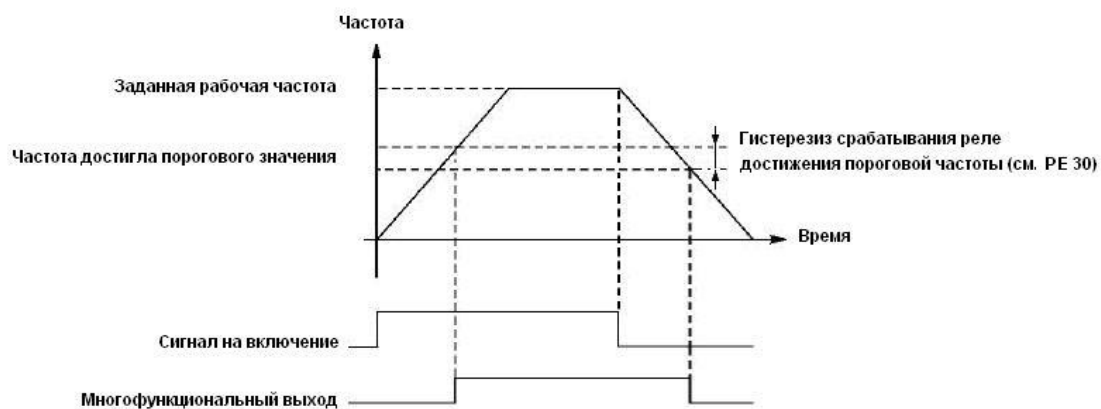 Частота
Заданная рабочая частота
Частота достигла порогового значения
Гистерезиз срабатывания реле
достижения пороговой частоты (см. PE 30)
Время
Сигнал на включение
Многофункциональный выход